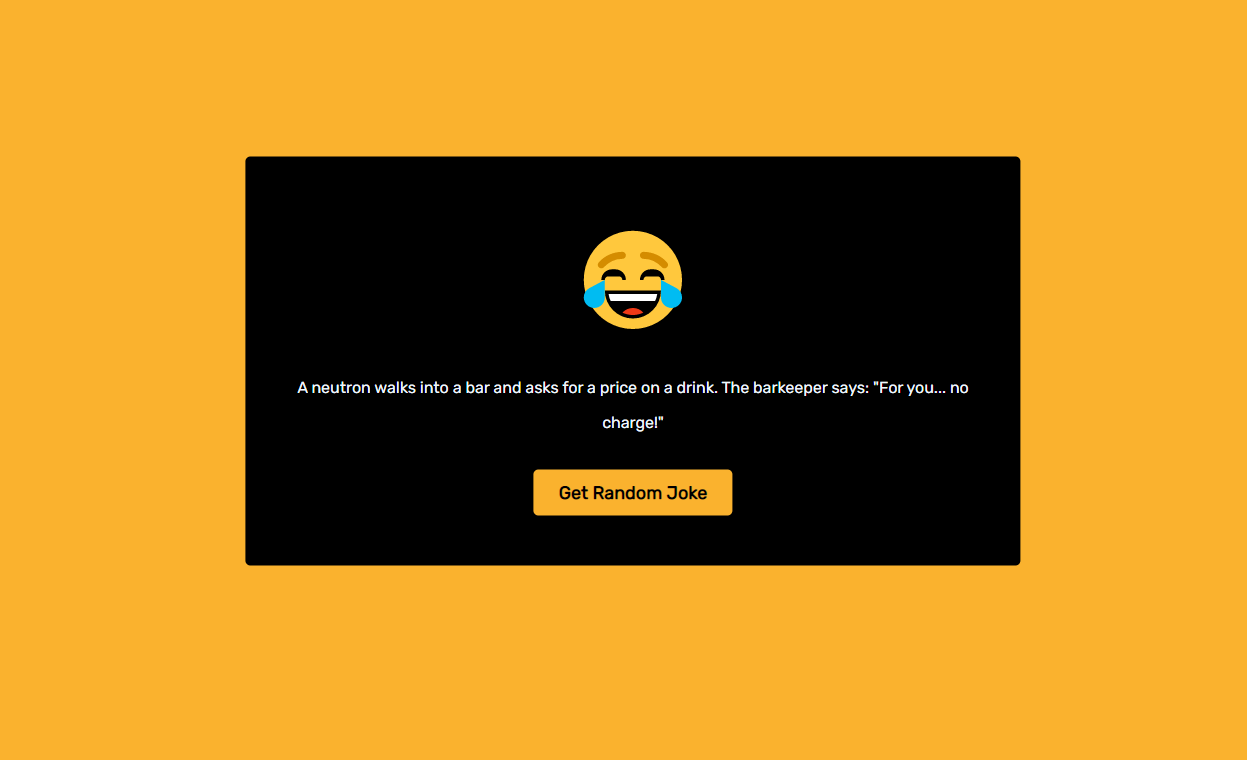 A neutron walks into a bar and asks for a price on a drink. The barkeeper says: "For you... no
charge!"
Get Random Joke